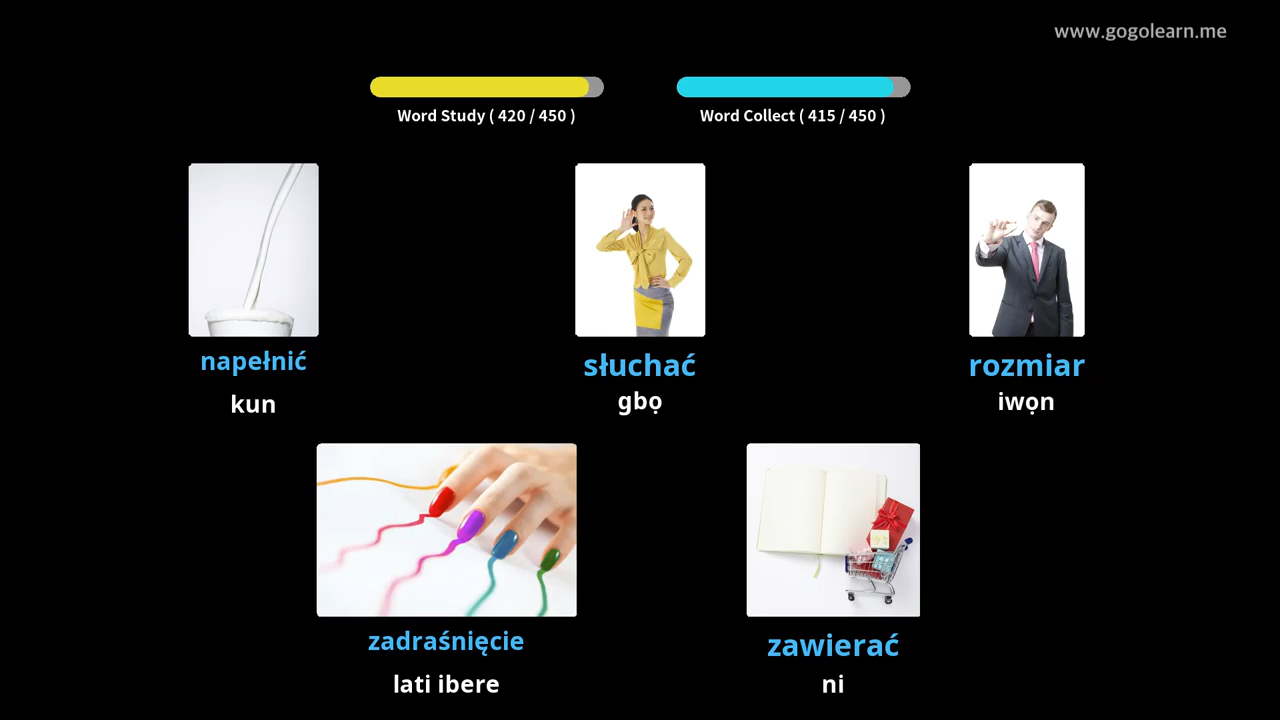 www.gogolearn.me
Word Study ( 420 / 450 )
Word Collect ( 415 / 450 )
napełnić
kun
słuchać
gbọ
rozmiar
iwọn
zadraśnięcie
lati ibere
zawierać
ni